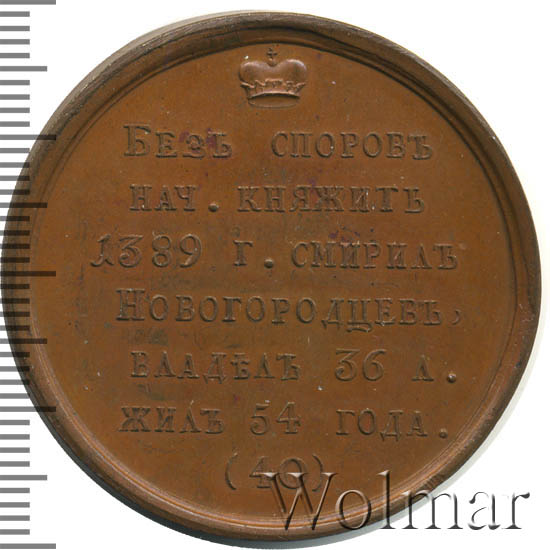 Безъ споровъ
нач. княжить
1389 г. смирилъ
Новогородцевъ,
владѣлъ 36 л.
жилъ 54 года.
(40)
Wolmar